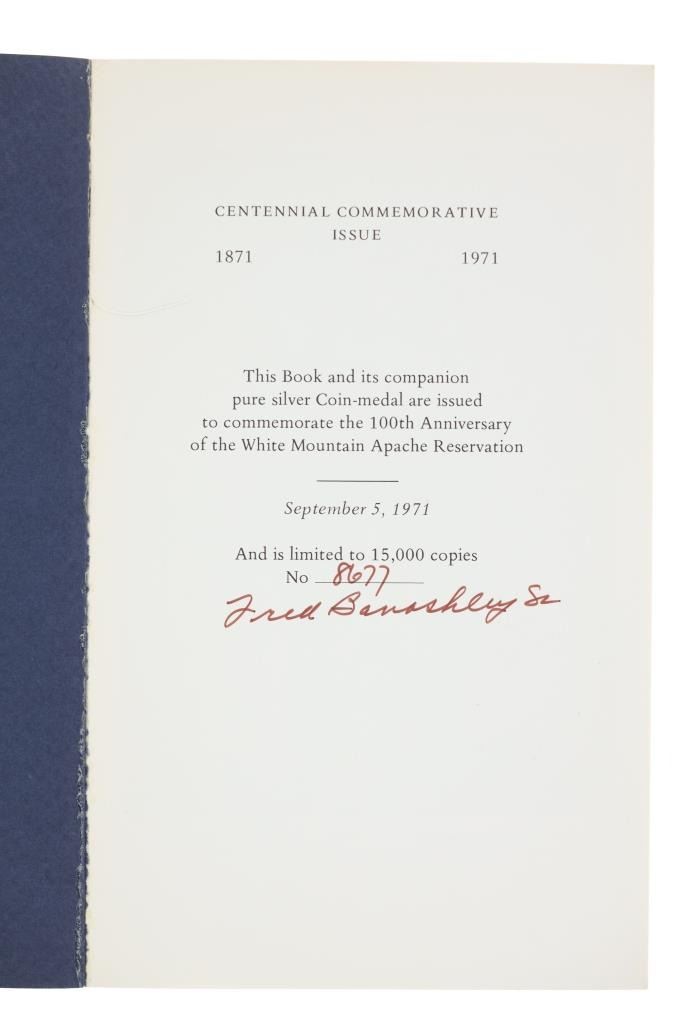 CENTENNIAL COMMEMORATIVE
ISSUE
1871 1971
This Book and its companion
pure silver Coin-medal are issued
to commemorate the 100th Anniversary
of the White Mountain Apache Reservation
September 5, 1971
And is limited to 15,000 copies
No 8677
Fred Banashley Sr